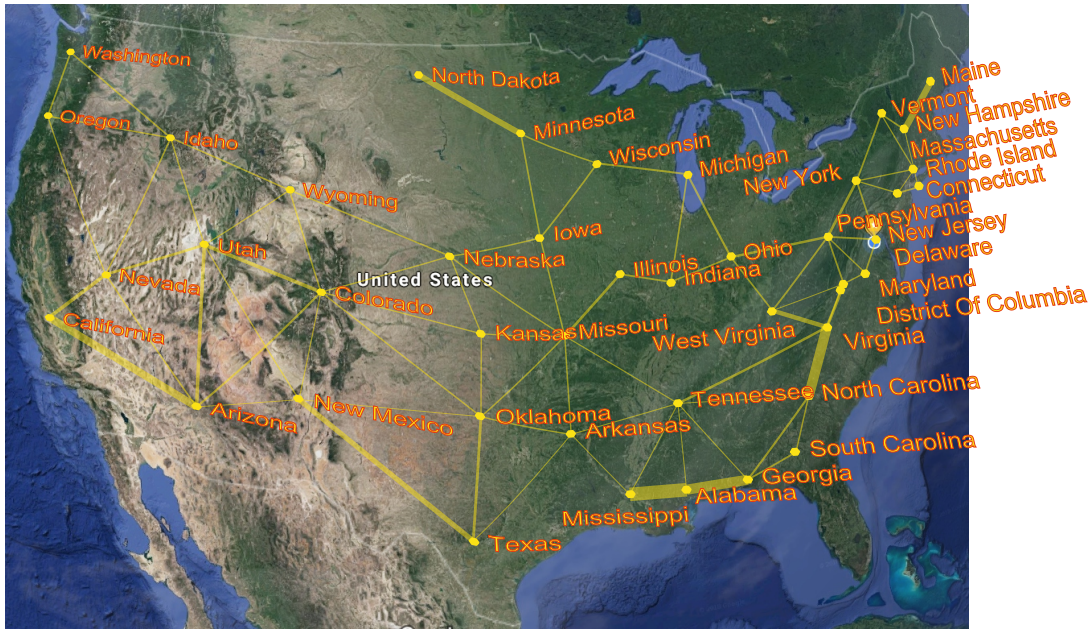 Washington
North Dakota
Maine
Vermont
New Hampshire
Oregon
Idaho
Minnesota
Massachusetts
Wisconsin
Michigan
Rhode Island
New York
Connecticut
Wyoming
Pennsylvania
New Jersey
Utah
Iowa
Ohio
Delaware
Nebraska
Nevada
United States
Illinois
Indiana
Maryland
Colorado
District Of Columbia
California
Kansas
Missouri
West Virginia
Virginia
Arizona
New Mexico
Oklahoma
Arkansas
Tennessee
North Carolina
South Carolina
Georgia
Alabama
Mississippi
Texas